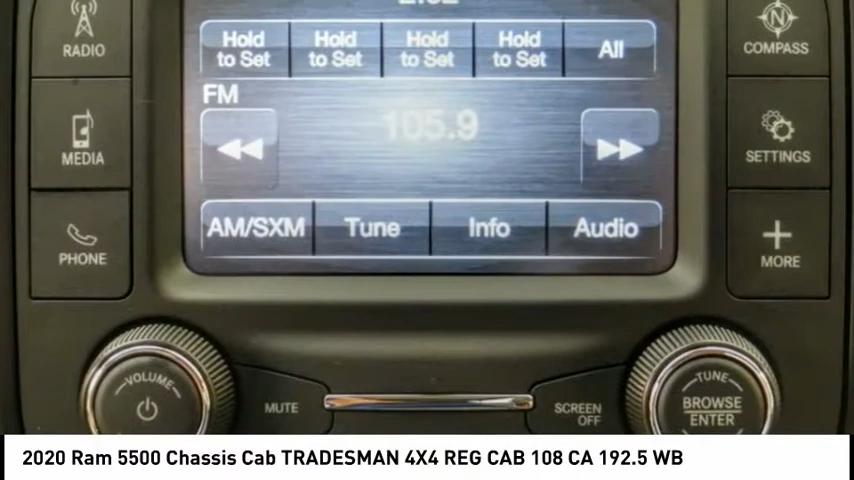 RADIO
MEDIA
PHONE
Hold to Set
Hold to Set
Hold to Set
Hold to Set
All
FM
105.9
AM/SXM
Tune
Info
Audio
N
COMPASS
SETTINGS
MORE
VOLUME
MUTE
SCREEN OFF
TUNE
BROWSE
ENTER
2020 Ram 5500 Chassis Cab TRADESMAN 4X4 REG CAB 108 CA 192.5 WB